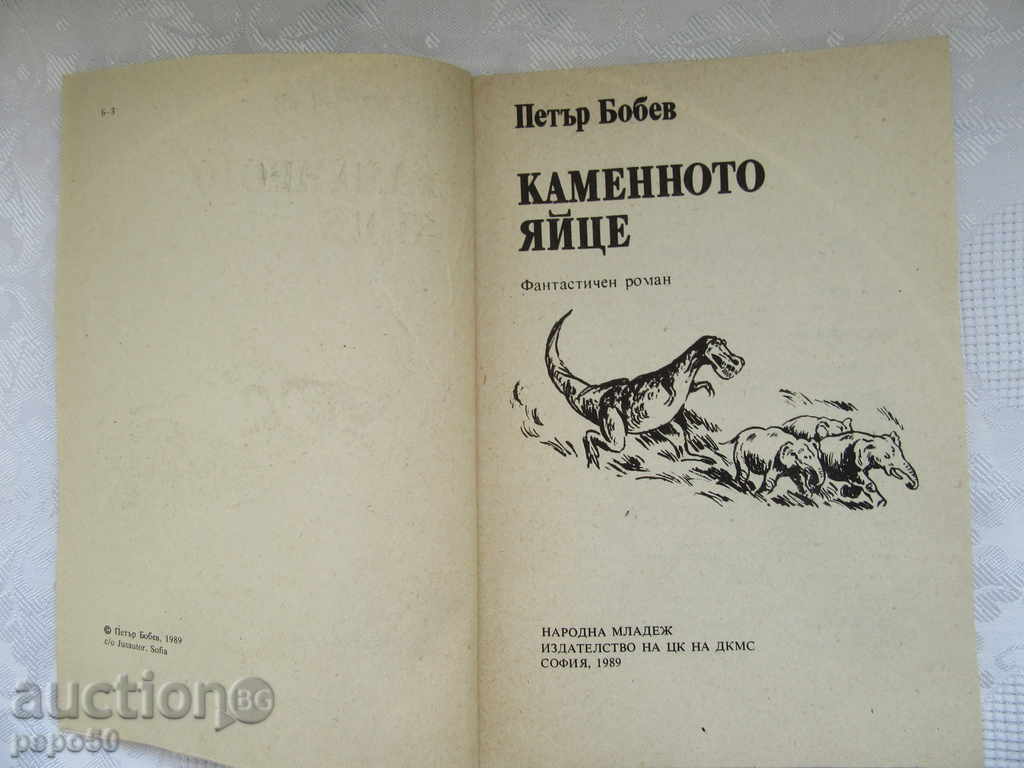 Б—3
© Петър Бобев, 1989
c/o Jusautor, Sofia
Петър Бобев
КАМЕННОТО
ЯЙЦЕ
Фантастичен роман
НАРОДНА МЛАДЕЖ
ИЗДАТЕЛСТВО НА ЦК НА ДКМС
СОФИЯ, 1989
auctionBG
pepo50